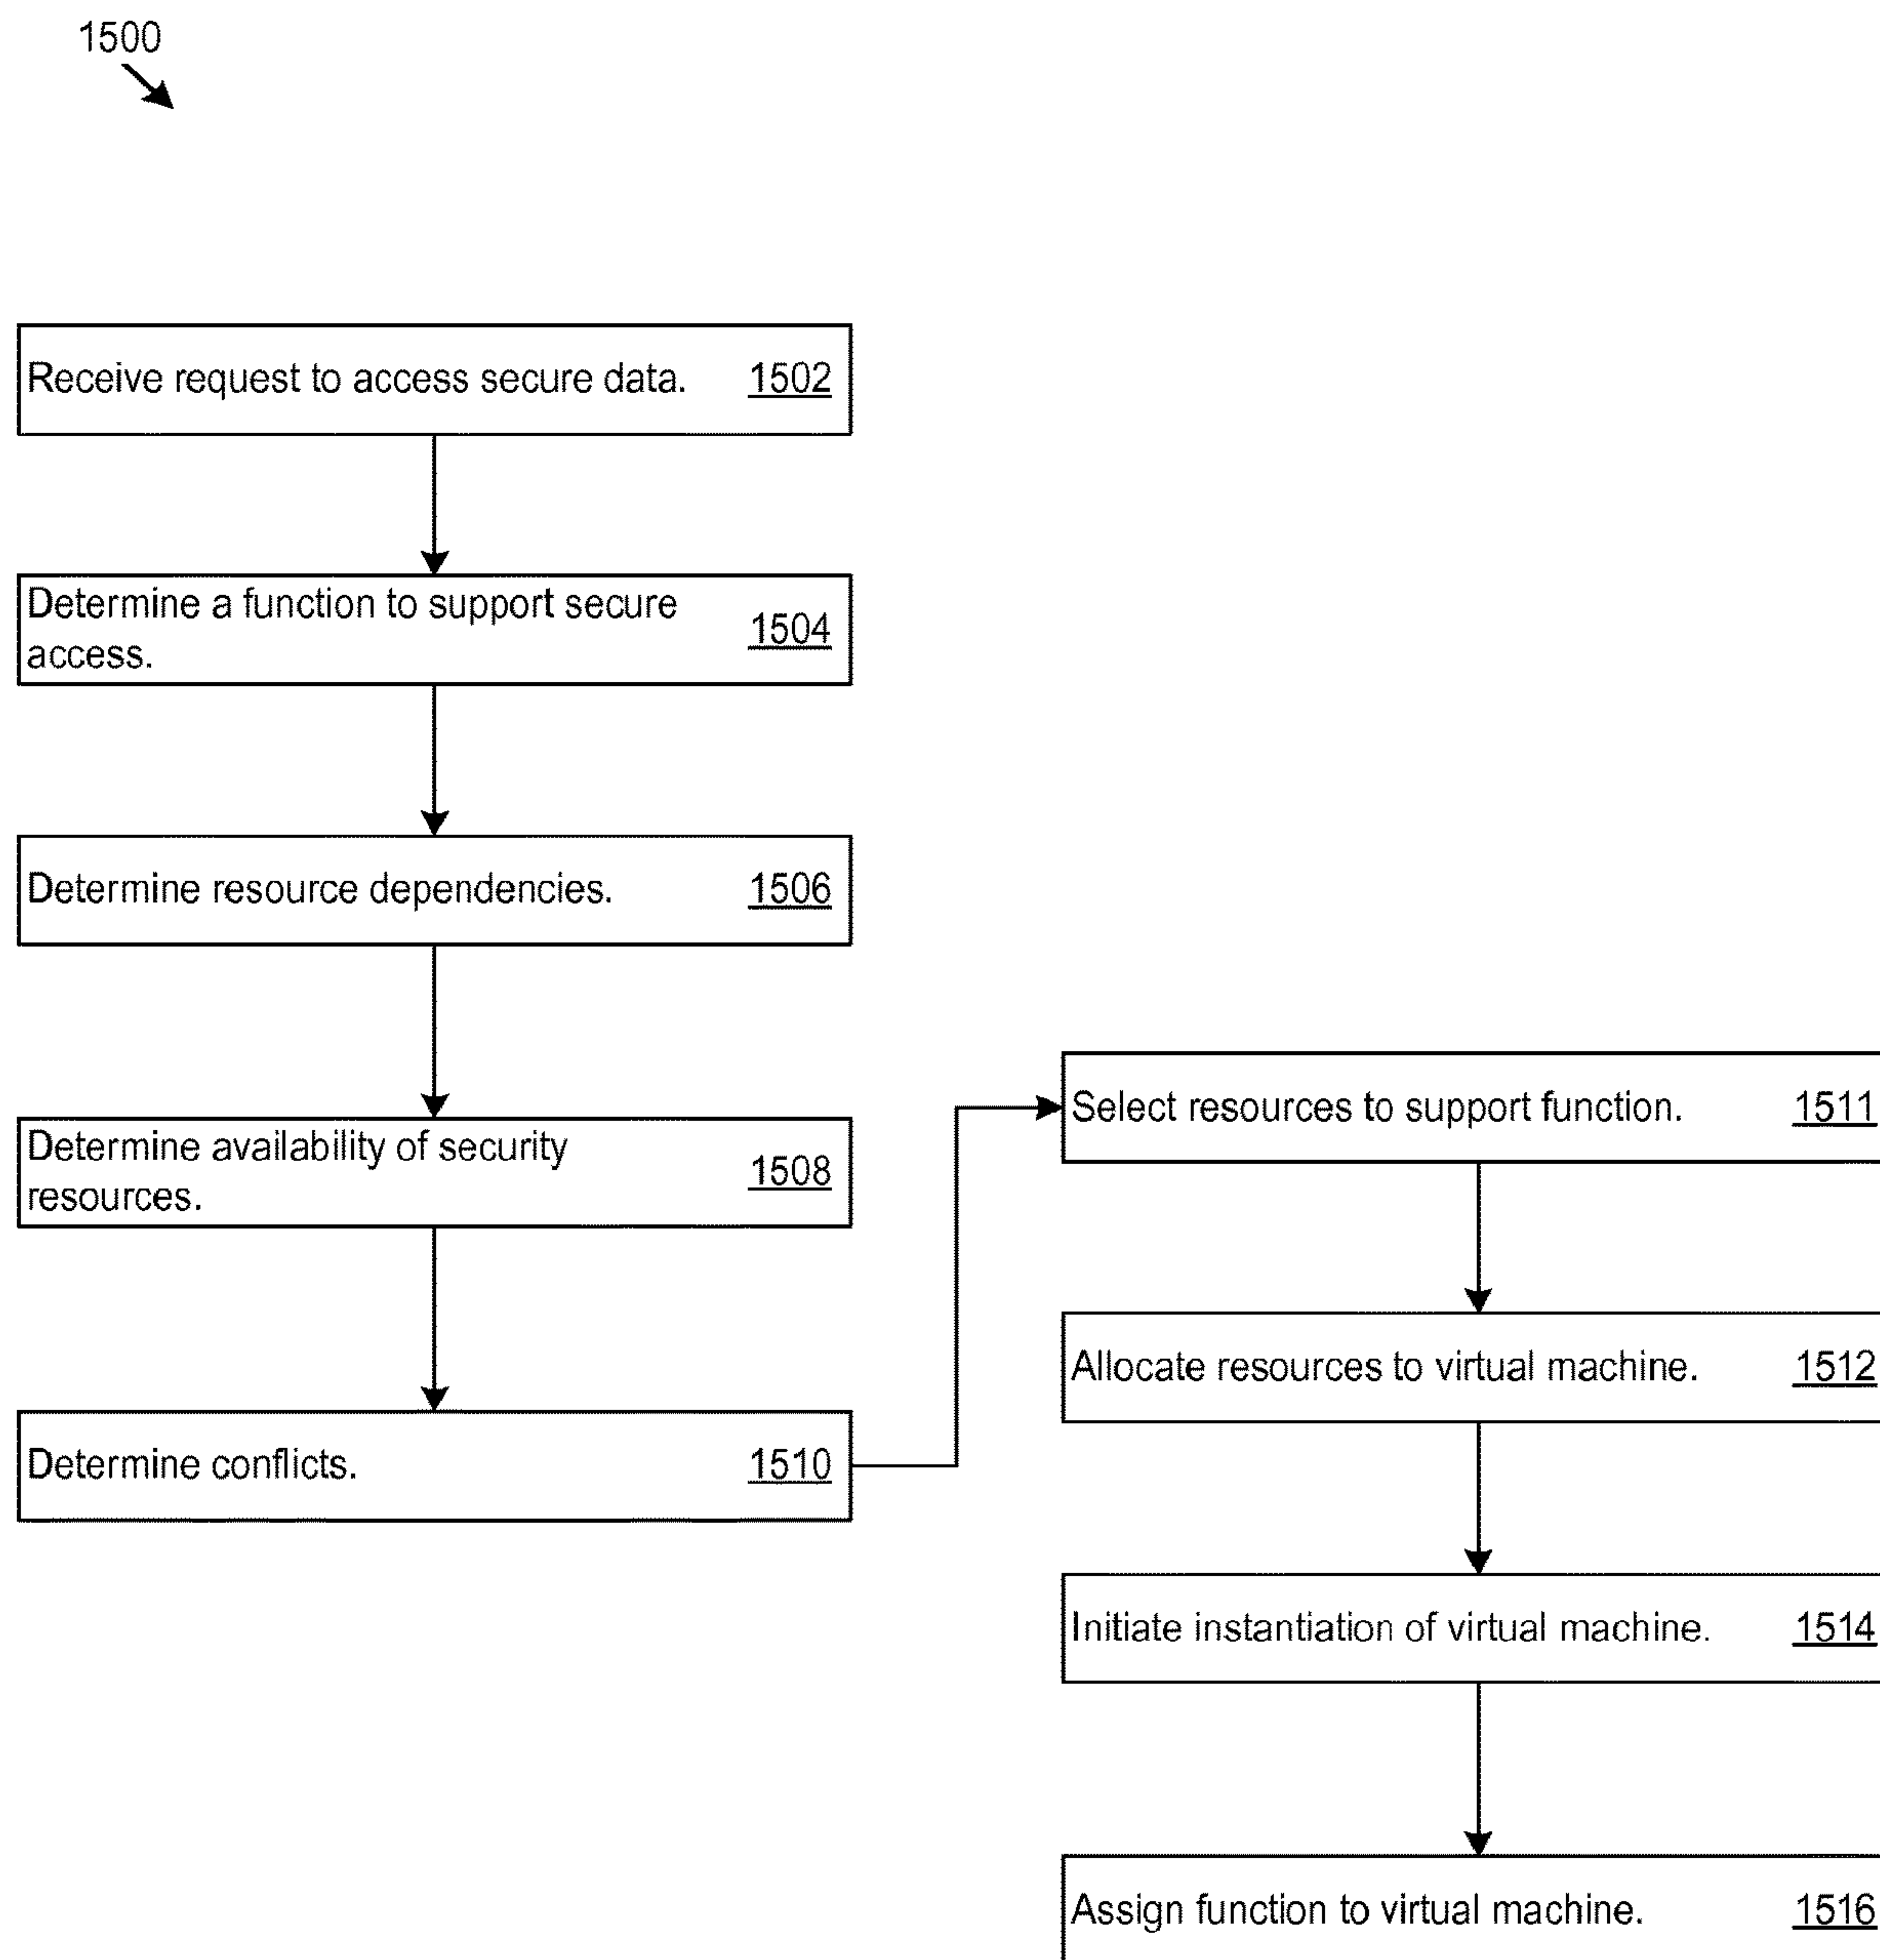 1500
Receive request to access secure data. 1502
Determine a function to support secure
access. 1504
Determine resource dependencies. 1506
Determine availability of security
resources. 1508
Determine conflicts. 1510
Select resources to support function. 1511
Allocate resources to virtual machine. 1512
Initiate instantiation of virtual machine. 1514
Assign function to virtual machine. 1516